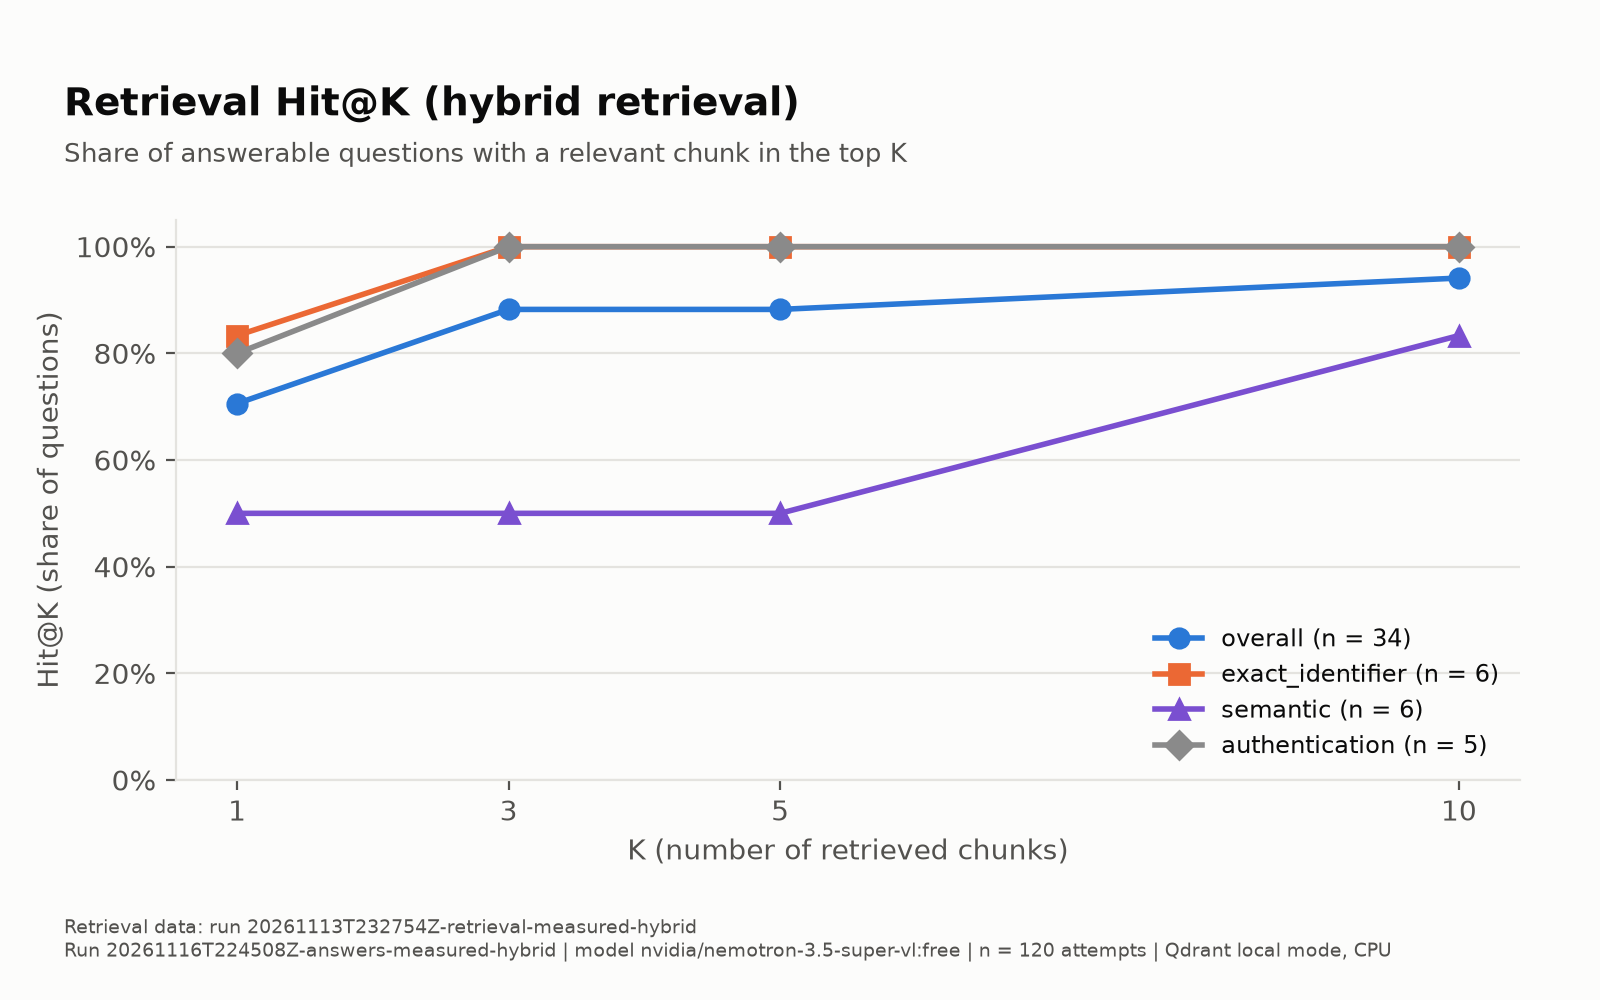 Retrieval Hit@K (hybrid retrieval)
Share of answerable questions with a relevant chunk in the top K
Hit@K (share of questions)
100%
80%
60%
40%
20%
0%
overall (n = 34)
exact_identifier (n = 6)
semantic (n = 6)
authentication (n = 5)
1 3 5 10
K (number of retrieved chunks)
Retrieval data: run 20261113T232754Z-retrieval-measured-hybrid
Run 20261116T224508Z-answers-measured-hybrid | model nvidia/nemotron-3.5-super-vl:free | n = 120 attempts | Qdrant local mode, CPU